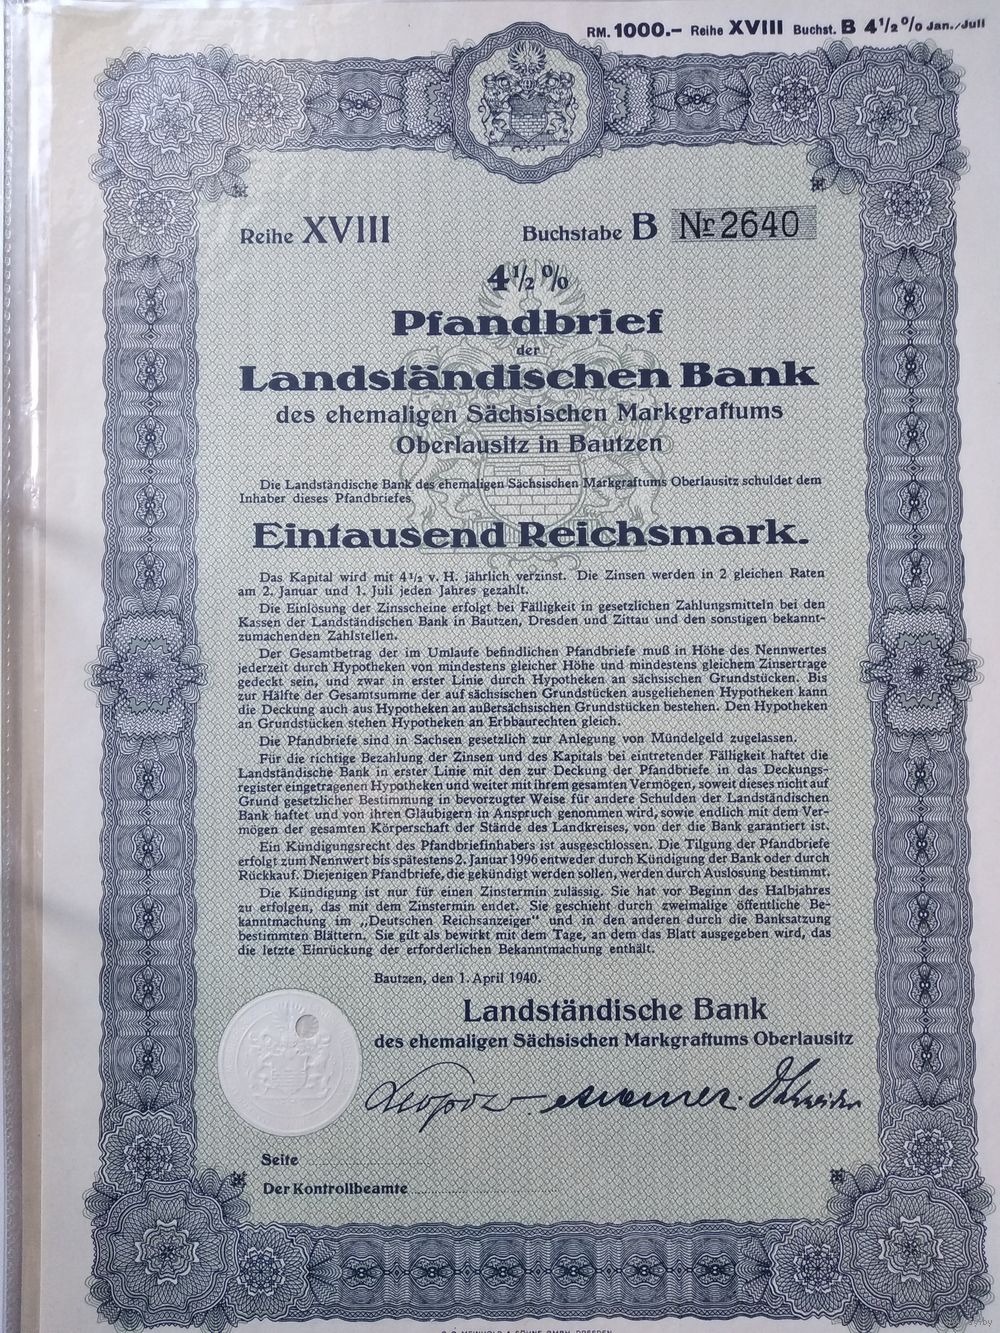 RM. 1000.– Reihe XVIII Buchst. B 4½% Jan./Juli
Reihe XVIII Buchstabe B Nr 2640
4½%
Pfandbrief
der
Landständischen Bank
des ehemaligen Sächsischen Markgraftums
Oberlausitz in Bautzen
Die Landständische Bank des ehemaligen Sächsischen Markgraftums Oberlausitz schuldet dem
Inhaber dieses Pfandbriefes
Eintausend Reichsmark.
Das Kapital wird mit 4½ v. H. jährlich verzinst. Die Zinsen werden in 2 gleichen Raten
am 2. Januar und 1. Juli jeden Jahres gezahlt.
Die Einlösung der Zinsscheine erfolgt bei Fälligkeit in gesetzlichen Zahlungsmitteln bei den
Kassen der Landständischen Bank in Bautzen, Dresden und Zittau und den sonstigen bekannt-
zumachenden Zahlstellen.
Der Gesamtbetrag der im Umlaufe befindlichen Pfandbriefe muß in Höhe des Nennwertes
jederzeit durch Hypotheken von mindestens gleicher Höhe und mindestens gleichem Zinsertrage
gedeckt sein, und zwar in erster Linie durch Hypotheken an sächsischen Grundstücken. Bis
zur Hälfte der Gesamtsumme der auf sächsischen Grundstücken ausgeliehenen Hypotheken kann
die Deckung auch aus Hypotheken an außersächsischen Grundstücken bestehen. Den Hypotheken
an Grundstücken stehen Hypotheken an Erbbaurechten gleich.
Die Pfandbriefe sind in Sachsen gesetzlich zur Anlegung von Mündelgeld zugelassen.
Für die richtige Bezahlung der Zinsen und des Kapitals bei eintretender Fälligkeit haftet die
Landständische Bank in erster Linie mit den zur Deckung der Pfandbriefe in das Deckungs-
register eingetragenen Hypotheken und weiter mit ihrem gesamten Vermögen, soweit dieses nicht auf
Grund gesetzlicher Bestimmung in bevorzugter Weise für andere Schulden der Landständischen
Bank haftet und von ihren Gläubigern in Anspruch genommen wird, sowie endlich mit dem Ver-
mögen der gesamten Körperschaft der Stände des Landkreises, von der die Bank garantiert ist.
Ein Kündigungsrecht des Pfandbriefinhabers ist ausgeschlossen. Die Tilgung der Pfandbriefe
erfolgt zum Nennwert bis spätestens 2. Januar 1996 entweder durch Kündigung der Bank oder durch
Rückkauf. Diejenigen Pfandbriefe, die gekündigt werden sollen, werden durch Auslosung bestimmt.
Die Kündigung ist nur für einen Zinstermin zulässig. Sie hat vor Beginn des Halbjahres
zu erfolgen, das mit dem Zinstermin endet. Sie geschieht durch zweimalige öffentliche Be-
kanntmachung im „Deutschen Reichsanzeiger" und in den anderen durch die Banksatzung
bestimmten Blättern. Sie gilt als bewirkt mit dem Tage, an dem das Blatt ausgegeben wird, das
die letzte Einrückung der erforderlichen Bekanntmachung enthält.
Bautzen, den 1. April 1940.
Landständische Bank
des ehemaligen Sächsischen Markgraftums Oberlausitz
Seite
Der Kontrollbeamte